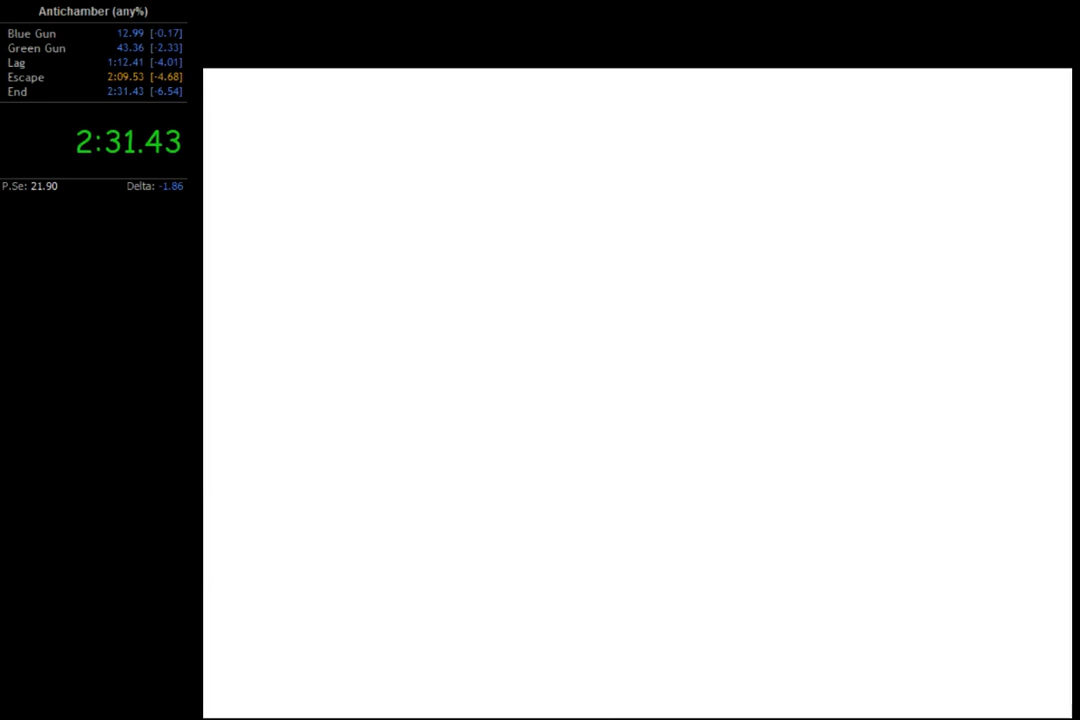 Antichamber (any%)
Blue Gun 12.99 [-0.17]
Green Gun 43.36 [-2.33]
Lag 1:12.41 [-4.01]
Escape 2:09.53 [-4.68]
End 2:31.43 [-6.54]
2:31.43
P.Se: 21.90 Delta: -1.86